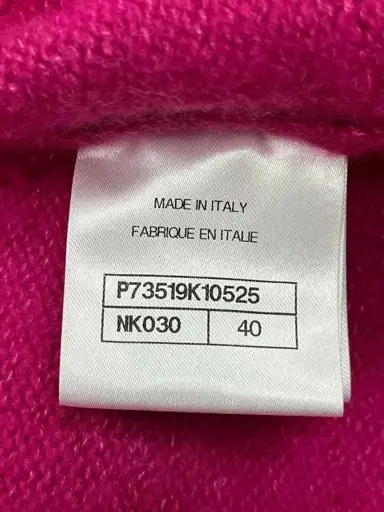 MADE IN ITALY
FABRIQUE EN ITALIE
P73519K10525
NK030 40